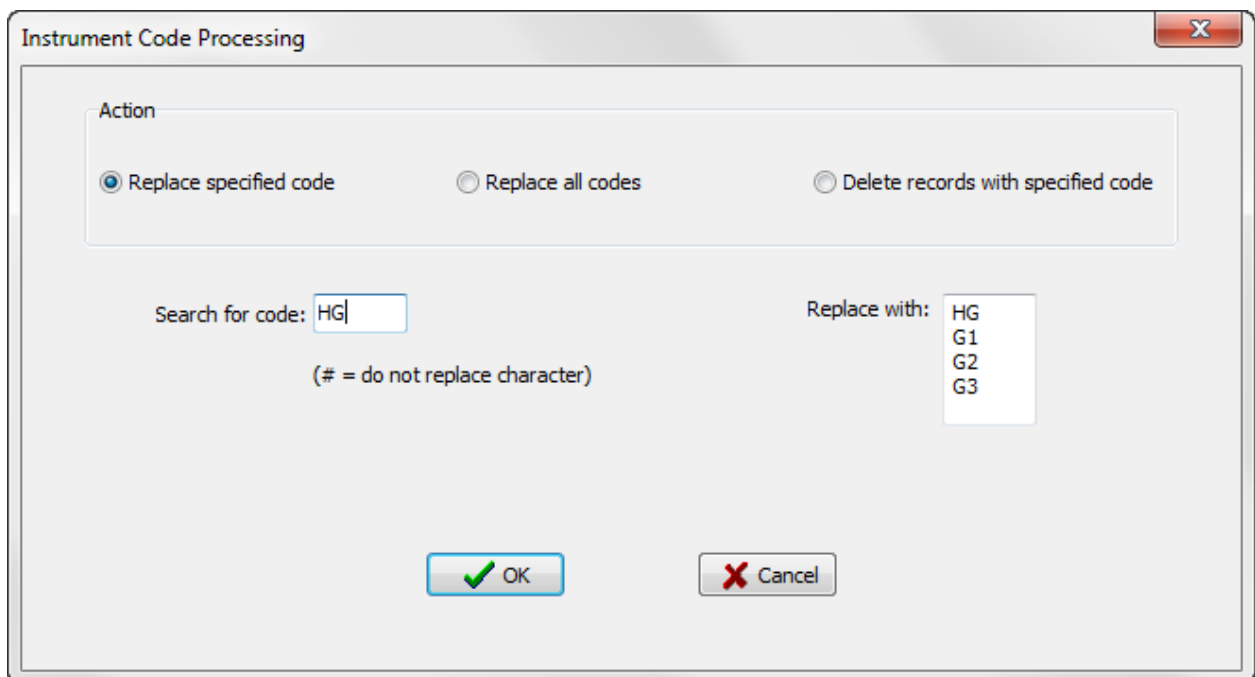 Instrument Code Processing
Action
Replace specified code
Replace all codes
Delete records with specified code
Search for code: HG
(# = do not replace character)
Replace with:
HG
G1
G2
G3
OK
Cancel